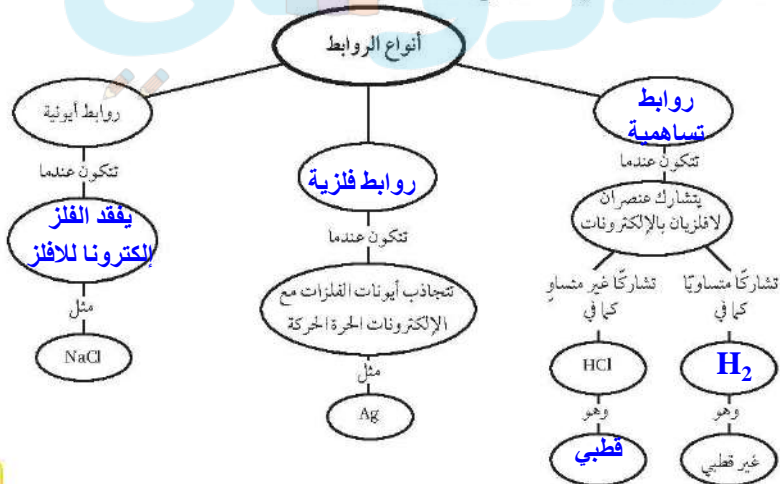 أنواع الروابط
روابط
تساهمية
تتكون عندما
يتشارك عنصران
لافلزيان بالإلكترونات
تشاركًا متساويًا
كما في
H₂
وهو
غير قطبي
تشاركًا غير متساوٍ
كما في
HCl
وهو
قطبي
روابط فلزية
تتكون عندما
تتجاذب أيونات الفلزات مع
الإلكترونات الحرة الحركة
مثل
Ag
روابط أيونية
تتكون عندما
يفقد الفلز
إلكترونا للافلز
مثل
NaCl